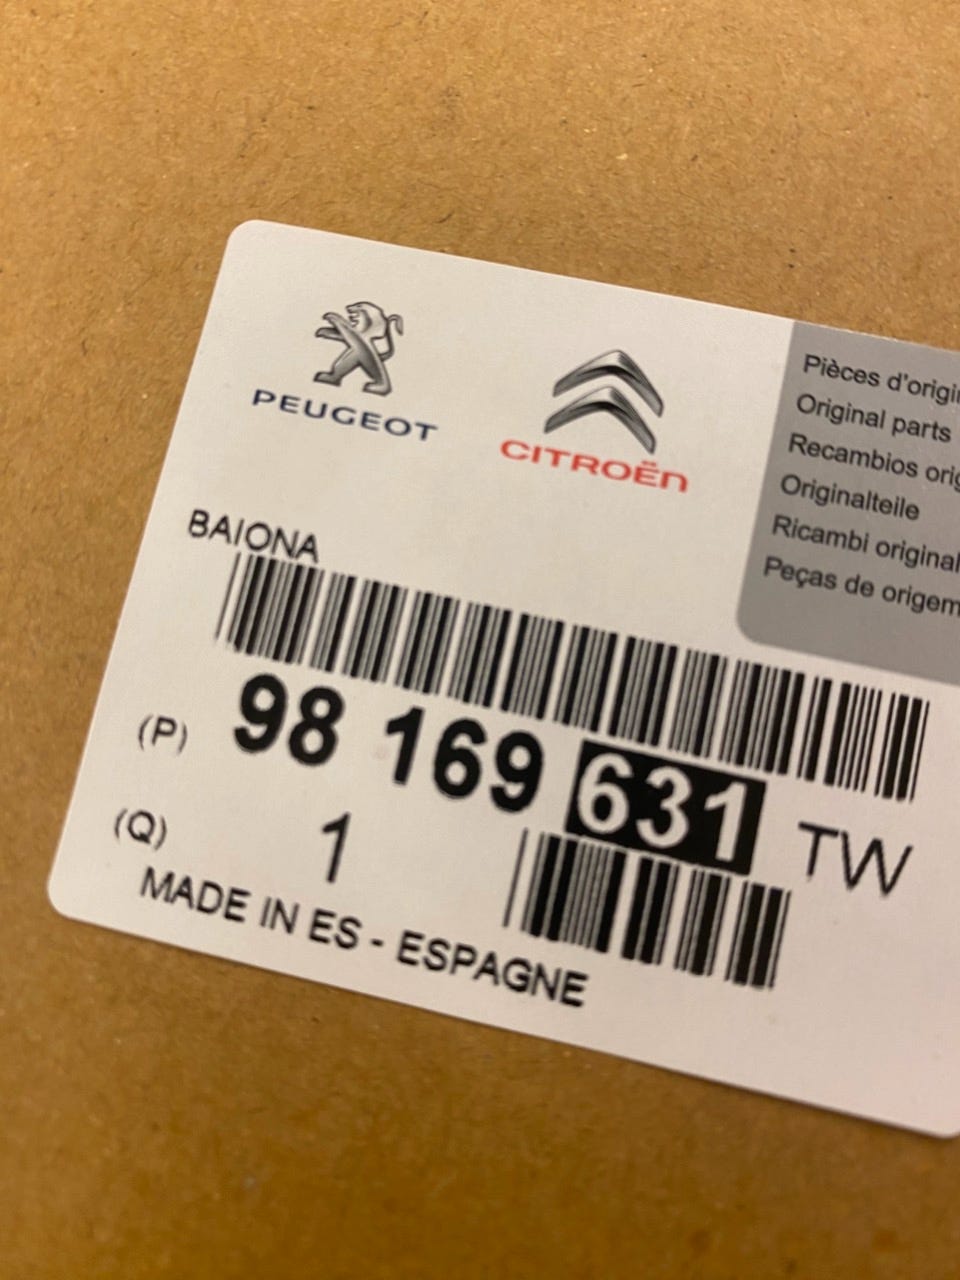 PEUGEOT
CITROËN
Pièces d'origi
Original parts
Recambios orig
Originalteile
Ricambi original
Peças de origem
BAIONA
(P) 98 169 631 TW
(Q) 1
MADE IN ES - ESPAGNE